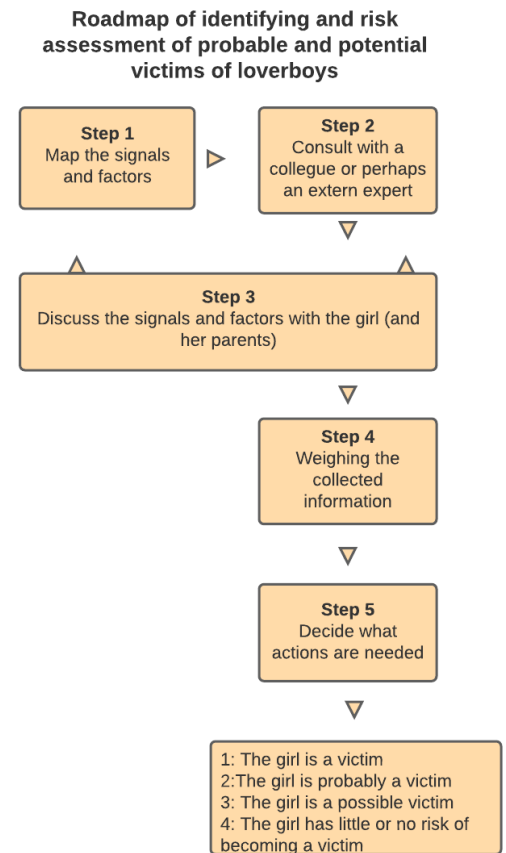 Roadmap of identifying and risk
assessment of probable and potential
victims of loverboys
Step 1
Map the signals
and factors
Step 2
Consult with a
collegue or perhaps
an extern expert
Step 3
Discuss the signals and factors with the girl (and
her parents)
Step 4
Weighing the
collected
information
Step 5
Decide what
actions are needed
1: The girl is a victim
2:The girl is probably a victim
3: The girl is a possible victim
4: The girl has little or no risk of
becoming a victim